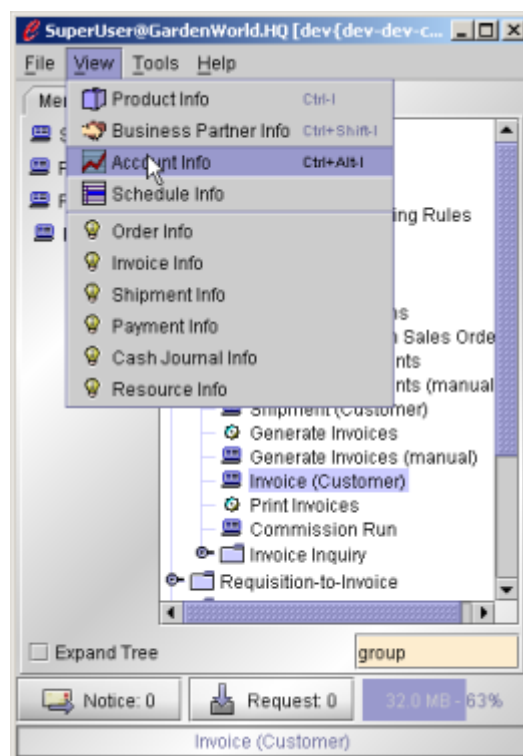 SuperUser@GardenWorld.HQ [dev{dev-dev-c...
File View Tools Help
Product Info Ctrl-I
Business Partner Info Ctrl+Shift-I
Account Info Ctrl+Alt-I
Schedule Info
ing Rules
Order Info
Invoice Info
Shipment Info
Payment Info
Sales Orde
Cash Journal Info
nts
Resource Info
nts (manual
Shipment (Customer)
Generate Invoices
Generate Invoices (manual)
Invoice (Customer)
Print Invoices
Commission Run
Invoice Inquiry
Requisition-to-Invoice
Expand Tree
group
Notice: 0
Request: 0
32.0 MB - 63%
Invoice (Customer)